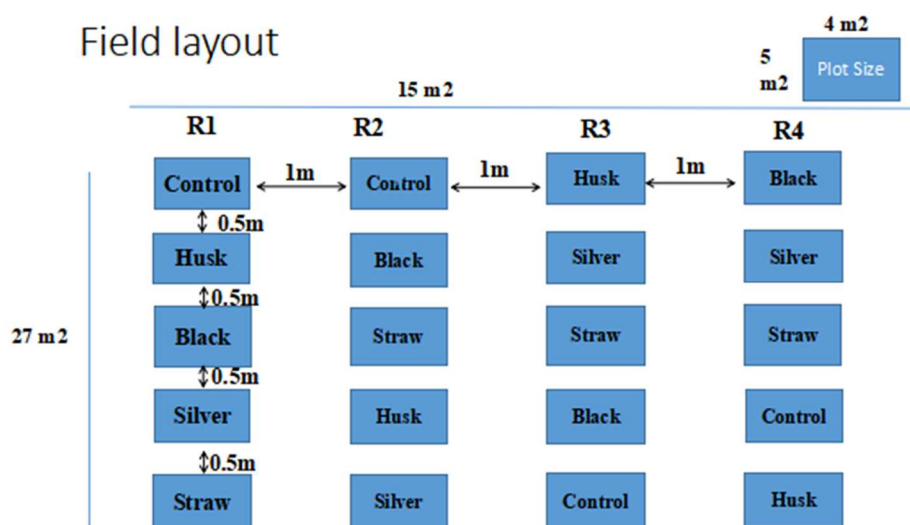 Field layout
4 m2
5 m2
Plot Size
15 m2
R1 R2 R3 R4
Control 1m Control 1m Husk 1m Black
0.5m
Husk Black Silver Silver
0.5m
27 m2
Black Straw Straw Straw
0.5m
Silver Husk Black Control
0.5m
Straw Silver Control Husk